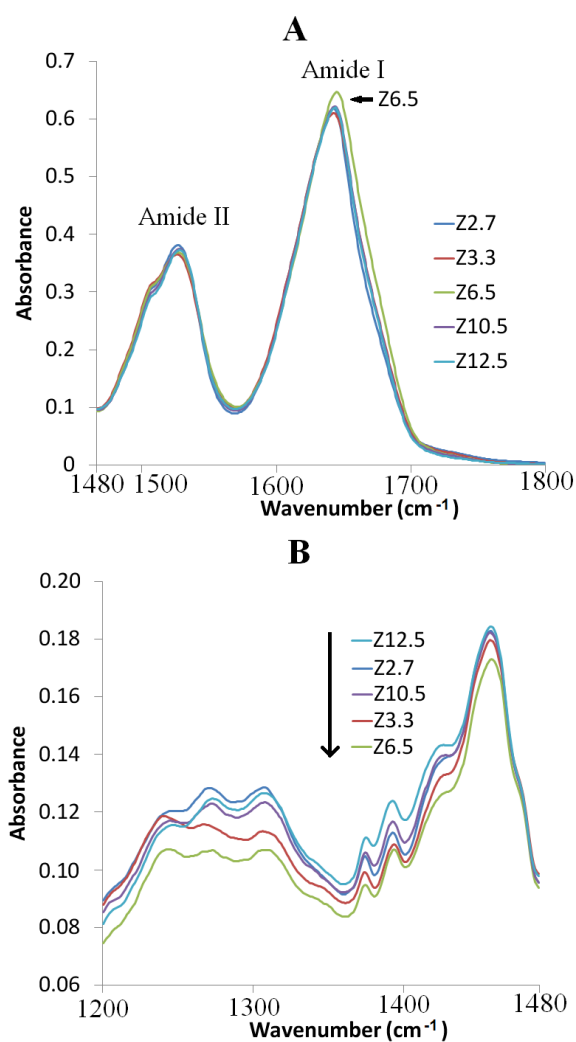 A
Amide I
Z6.5
Amide II
0.7
0.6
0.5
0.4
0.3
0.2
0.1
0
Absorbance
Z2.7
Z3.3
Z6.5
Z10.5
Z12.5
1480 1500 1600 1700 1800
Wavenumber (cm⁻¹)
B
0.20
0.18
0.16
0.14
0.12
0.10
0.08
0.06
Absorbance
Z12.5
Z2.7
Z10.5
Z3.3
Z6.5
1200 1300 1400 1480
Wavenumber (cm⁻¹)